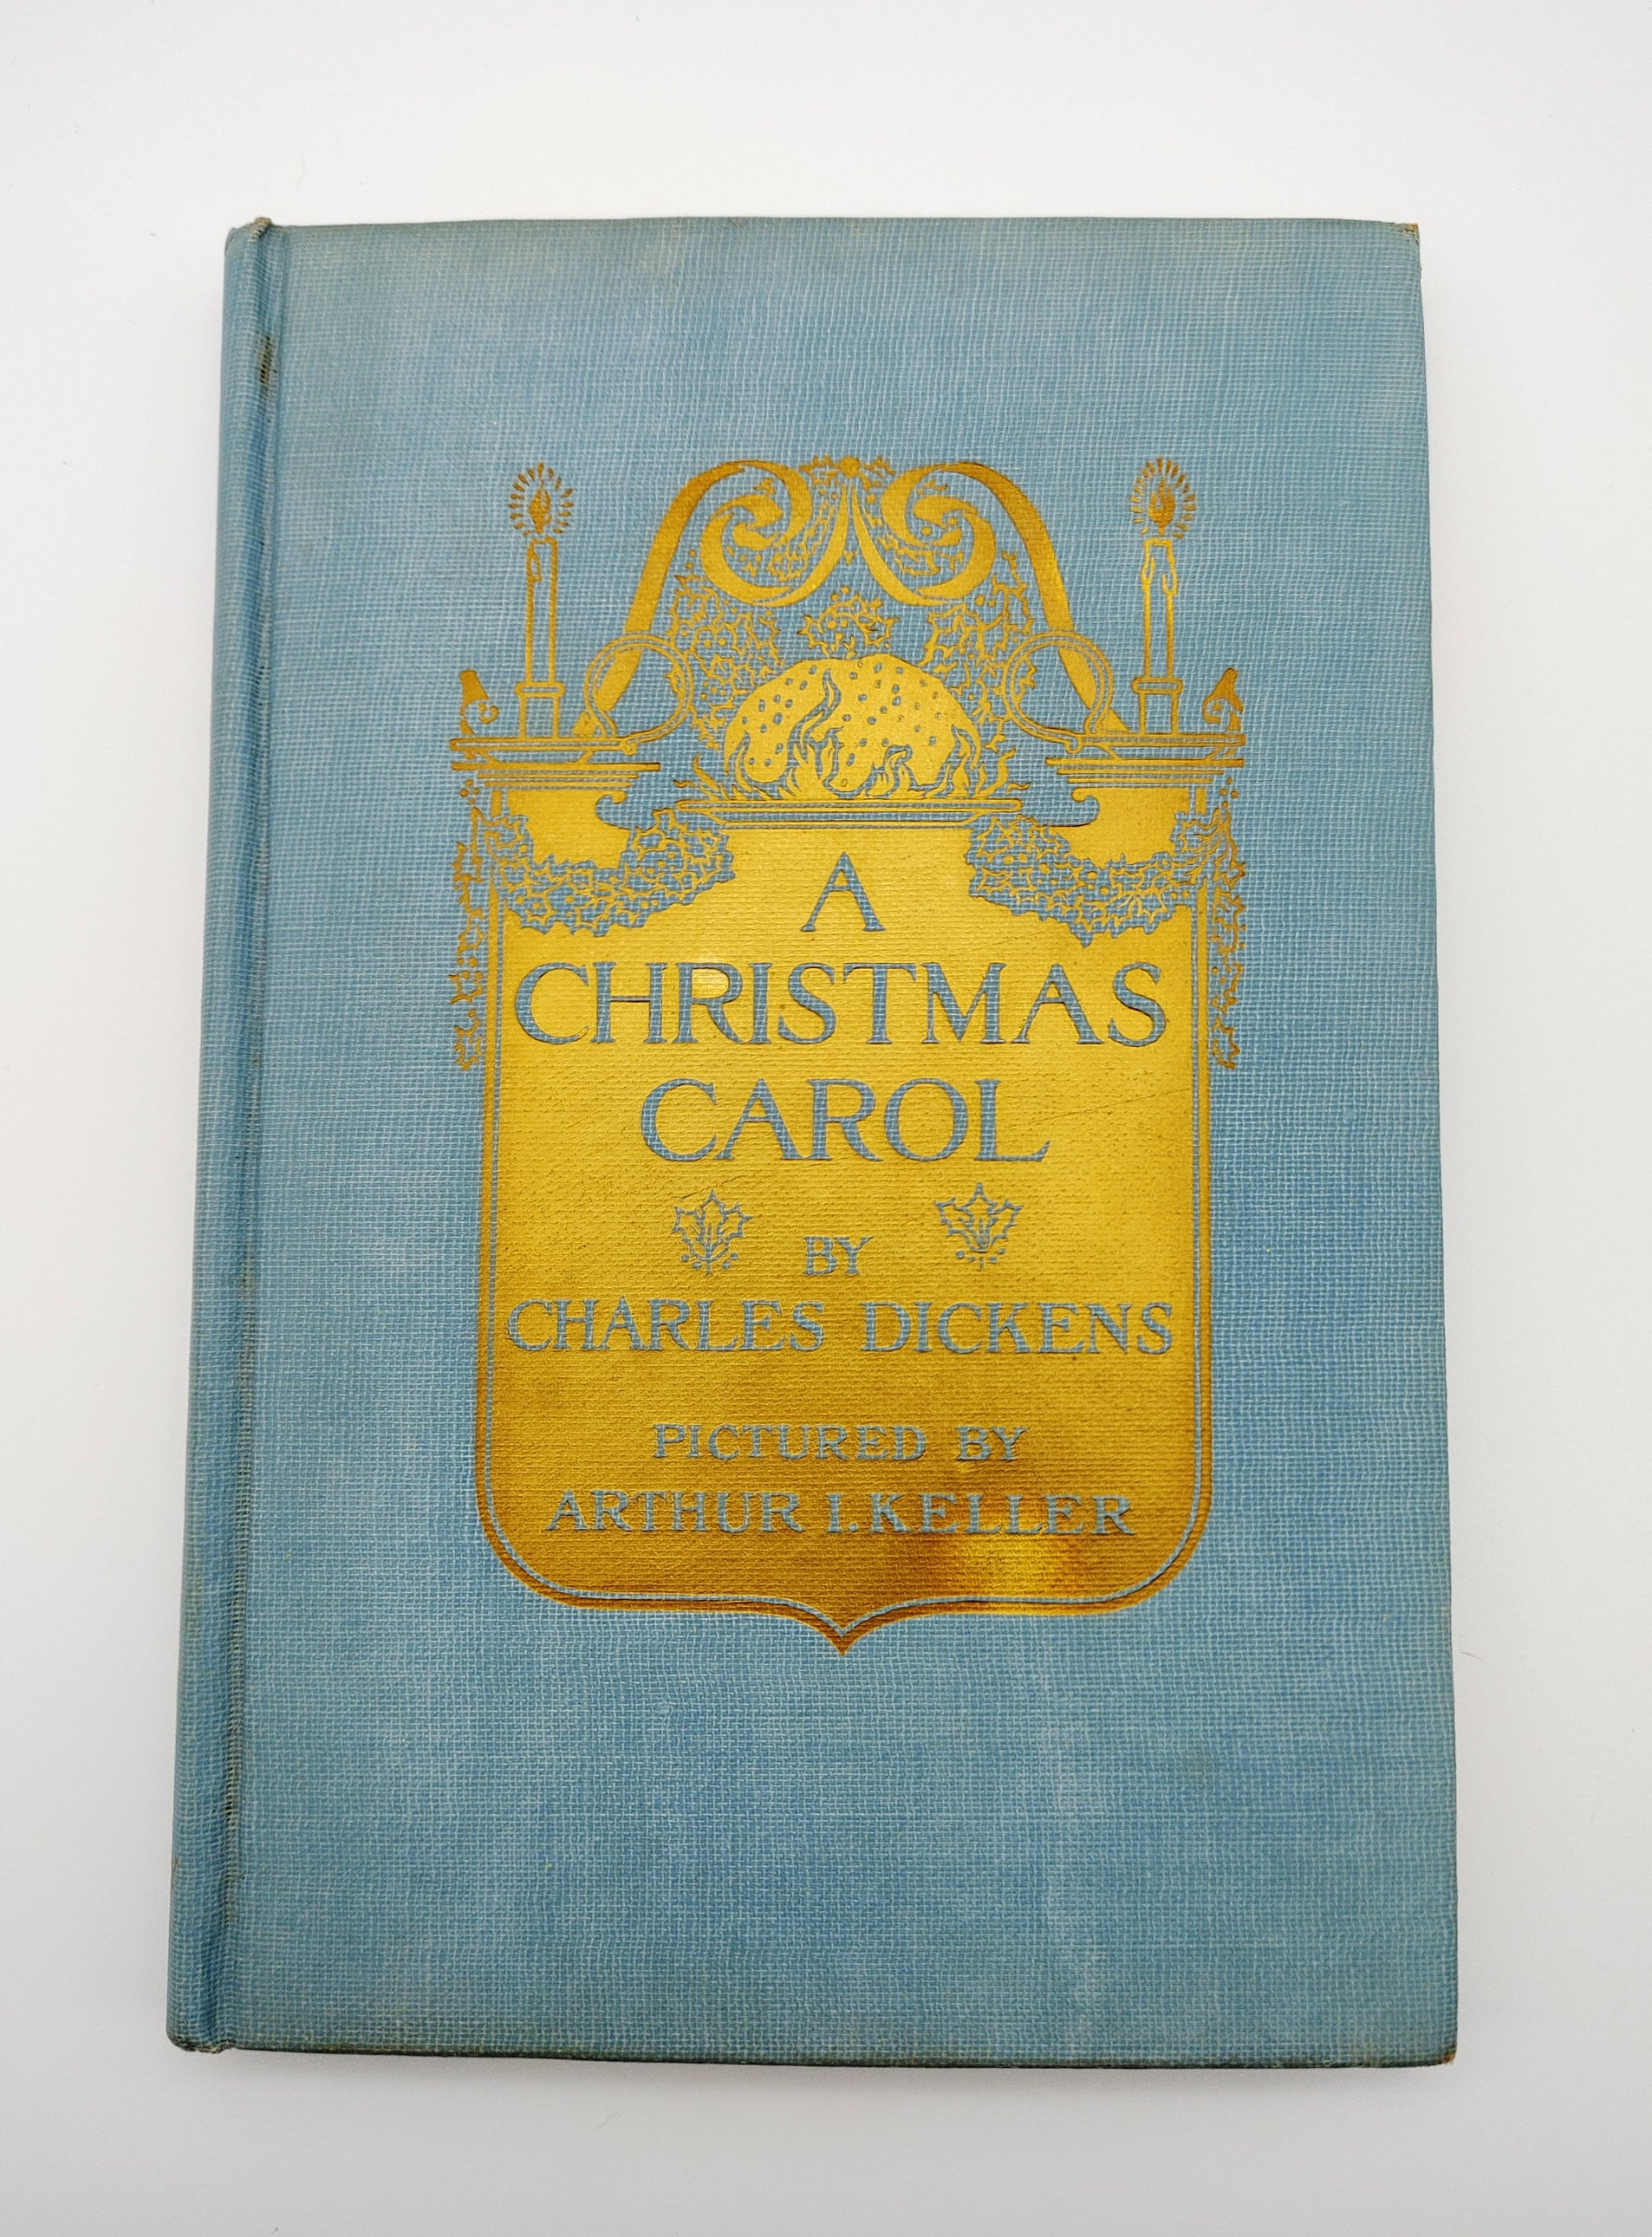 A
CHRISTMAS
CAROL
BY
CHARLES DICKENS
PICTURED BY
ARTHUR I. KELLER